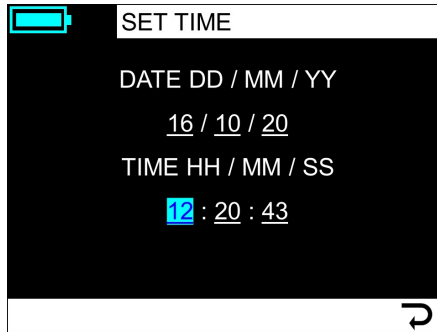 SET TIME
DATE DD / MM / YY
16 / 10 / 20
TIME HH / MM / SS
12 : 20 : 43